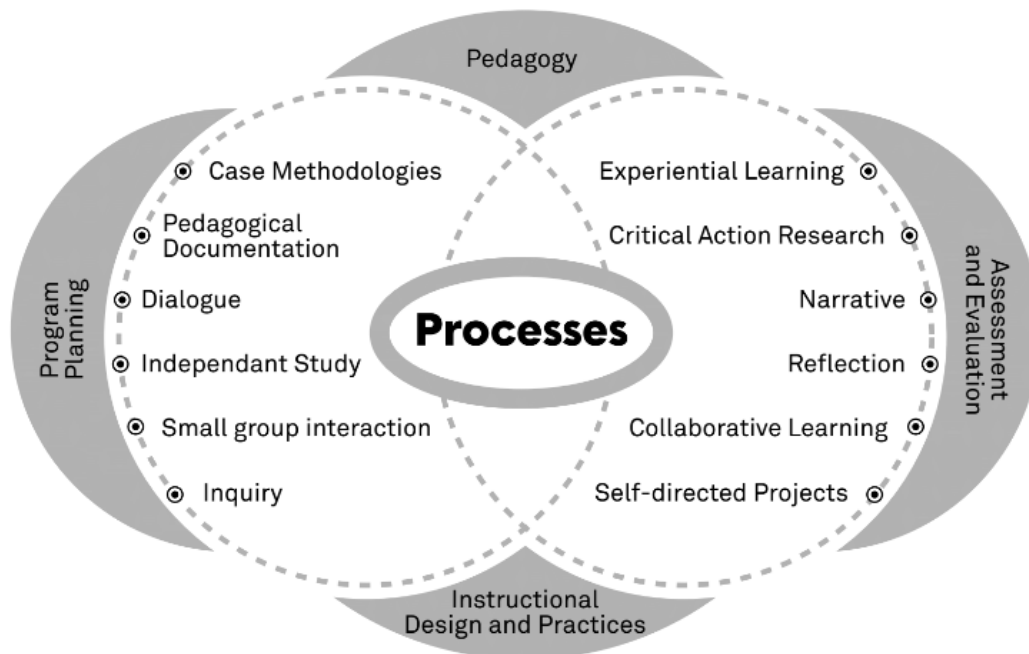 Pedagogy
Program
Planning
Case Methodologies
Pedagogical
Documentation
Dialogue
Independant Study
Small group interaction
Inquiry
Processes
Experiential Learning
Critical Action Research
Narrative
Reflection
Collaborative Learning
Self-directed Projects
Assessment
and Evaluation
Instructional
Design and Practices